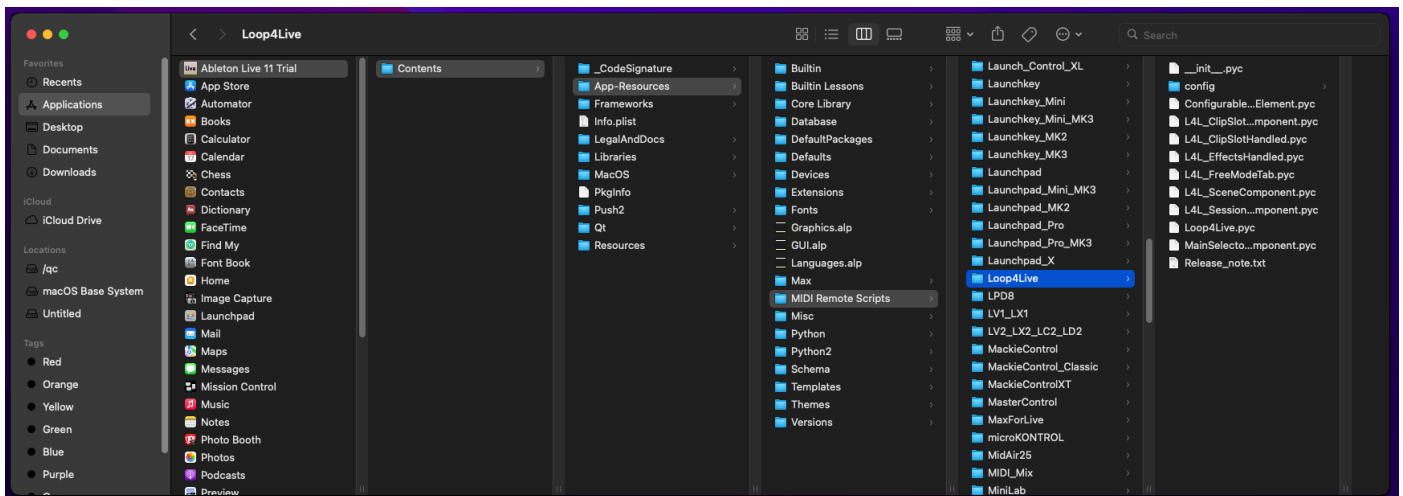 Loop4Live
Search
Favorites
Recents
Applications
Desktop
Documents
Downloads
iCloud
iCloud Drive
Locations
/qc
macOS Base System
Untitled
Tags
Red
Orange
Yellow
Green
Blue
Purple
Ableton Live 11 Trial
App Store
Automator
Books
Calculator
Calendar
Chess
Contacts
Dictionary
FaceTime
Find My
Font Book
Home
Image Capture
Launchpad
Mail
Maps
Messages
Mission Control
Music
Notes
Photo Booth
Photos
Podcasts
Preview
Contents
_CodeSignature
App-Resources
Frameworks
Info.plist
LegalAndDocs
Libraries
MacOS
PkgInfo
Push2
Qt
Resources
Builtin
Builtin Lessons
Core Library
Database
DefaultPackages
Defaults
Devices
Extensions
Fonts
Graphics.alp
GUI.alp
Languages.alp
Max
MIDI Remote Scripts
Misc
Python
Python2
Schema
Templates
Themes
Versions
Launch_Control_XL
Launchkey
Launchkey_Mini
Launchkey_Mini_MK3
Launchkey_MK2
Launchkey_MK3
Launchpad
Launchpad_Mini_MK3
Launchpad_MK2
Launchpad_Pro
Launchpad_Pro_MK3
Launchpad_X
Loop4Live
LPD8
LV1_LX1
LV2_LX2_LC2_LD2
MackieControl
MackieControl_Classic
MackieControlXT
MasterControl
MaxForLive
microKONTROL
MidAir25
MIDI_Mix
MiniLab
__init__.pyc
config
Configurable...Element.pyc
L4L_ClipSlot...mponent.pyc
L4L_ClipSlotHandled.pyc
L4L_EffectsHandled.pyc
L4L_FreeModeTab.pyc
L4L_SceneComponent.pyc
L4L_Session...mponent.pyc
Loop4Live.pyc
MainSelecto...mponent.pyc
Release_note.txt